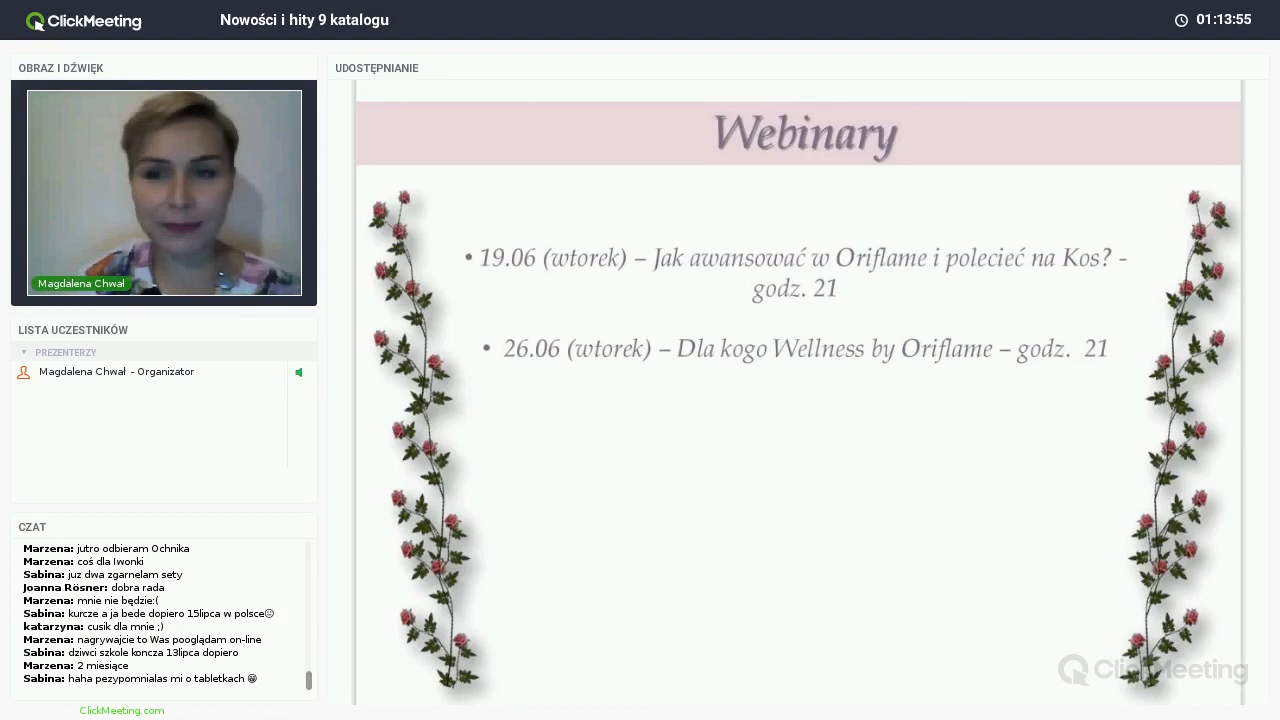 ClickMeeting
Nowości i hity 9 katalogu
01:13:55
OBRAZ I DŹWIĘK
Magdalena Chwał
LISTA UCZESTNIKÓW
PREZENTERZY
Magdalena Chwał - Organizator
CZAT
Marzena: jutro odbieram Ochnika
Marzena: coś dla Iwonki
Sabina: juz dwa zgarnelam sety
Joanna Rösner: dobra rada
Marzena: mnie nie będzie:(
Sabina: kurcze a ja bede dopiero 15lipca w polsce😐
katarzyna: cusik dla mnie ;)
Marzena: nagrywajcie to Was pooglądam on-line
Sabina: dziwci szkole koncza 13lipca dopiero
Marzena: 2 miesiące
Sabina: haha pezypomnialas mi o tabletkach 😁
ClickMeeting.com
UDOSTĘPNIANIE
Webinary
• 19.06 (wtorek) – Jak awansować w Oriflame i polecieć na Kos? -
godz. 21
• 26.06 (wtorek) – Dla kogo Wellness by Oriflame – godz. 21
ClickMeeting